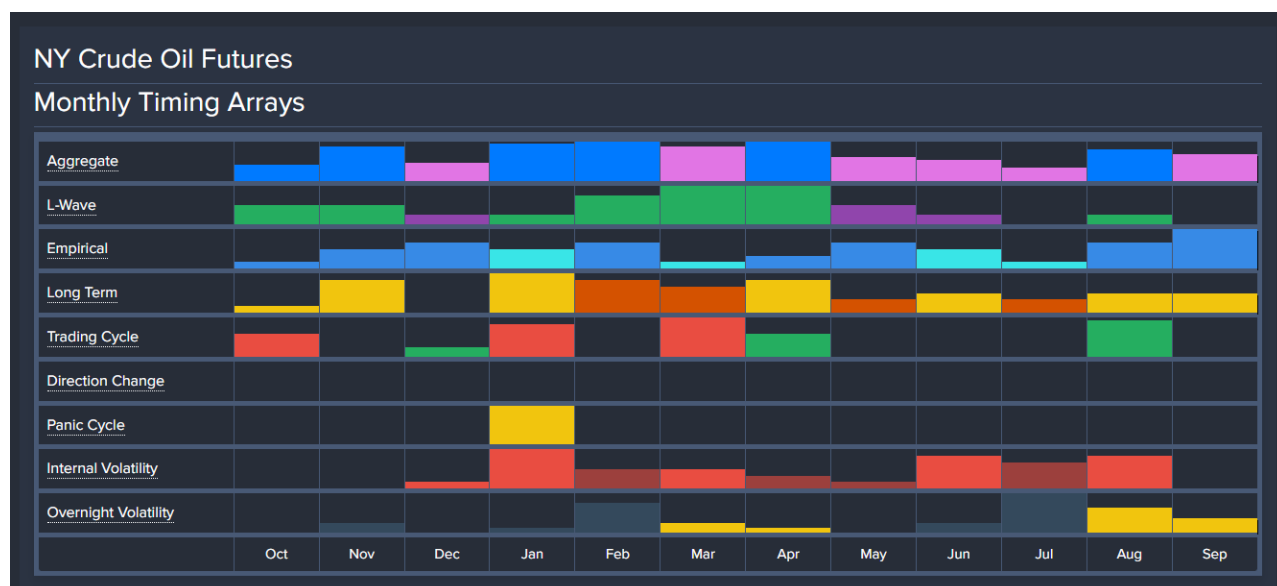 NY Crude Oil Futures
Monthly Timing Arrays
Aggregate
L-Wave
Empirical
Long Term
Trading Cycle
Direction Change
Panic Cycle
Internal Volatility
Overnight Volatility
Oct Nov Dec Jan Feb Mar Apr May Jun Jul Aug Sep